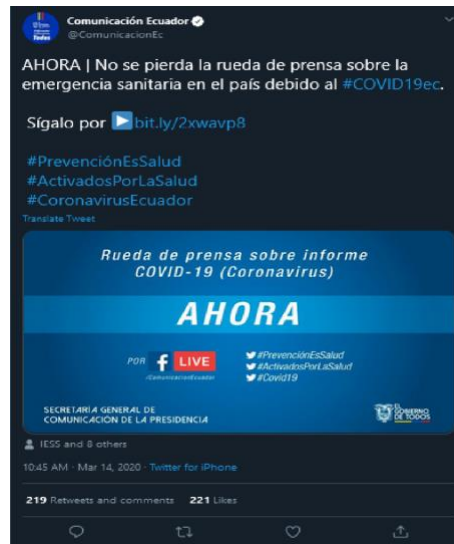 Comunicación Ecuador
@ComunicacionEc
AHORA | No se pierda la rueda de prensa sobre la
emergencia sanitaria en el país debido al #COVID19ec.
Sígalo por bit.ly/2xwavp8
#PrevenciónEsSalud
#ActivadosPorLaSalud
#CoronavirusEcuador
Translate Tweet
Rueda de prensa sobre informe
COVID-19 (Coronavirus)
AHORA
POR f LIVE
/ComunicacionEcuador
#PrevenciónEsSalud
#ActivadosPorLaSalud
#Covid19
SECRETARÍA GENERAL DE
COMUNICACIÓN DE LA PRESIDENCIA
EL GOBIERNO
DE TODOS
IESS and 8 others
10:45 AM · Mar 14, 2020 · Twitter for iPhone
219 Retweets and comments 221 Likes